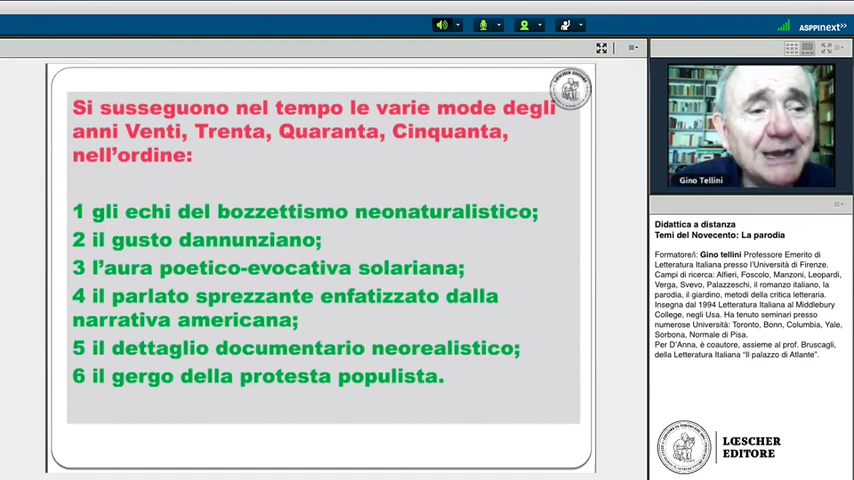 ASPPInext>>
Si susseguono nel tempo le varie mode degli
anni Venti, Trenta, Quaranta, Cinquanta,
nell'ordine:
1 gli echi del bozzettismo neonaturalistico;
2 il gusto dannunziano;
3 l'aura poetico-evocativa solariana;
4 il parlato sprezzante enfatizzato dalla
narrativa americana;
5 il dettaglio documentario neorealistico;
6 il gergo della protesta populista.
Gino Tellini
Didattica a distanza
Temi del Novecento: La parodia
Formatore/i: Gino tellini Professore Emerito di
Letteratura Italiana presso l'Università di Firenze.
Campi di ricerca: Alfieri, Foscolo, Manzoni, Leopardi,
Verga, Svevo, Palazzeschi, il romanzo italiano, la
parodia, il giardino, metodi della critica letteraria.
Insegna dal 1994 Letteratura Italiana al Middlebury
College, negli Usa. Ha tenuto seminari presso
numerose Università: Toronto, Bonn, Columbia, Yale,
Sorbona, Normale di Pisa.
Per D'Anna, è coautore, assieme al prof. Bruscagli,
della Letteratura Italiana "Il palazzo di Atlante".
LŒSCHER
EDITORE